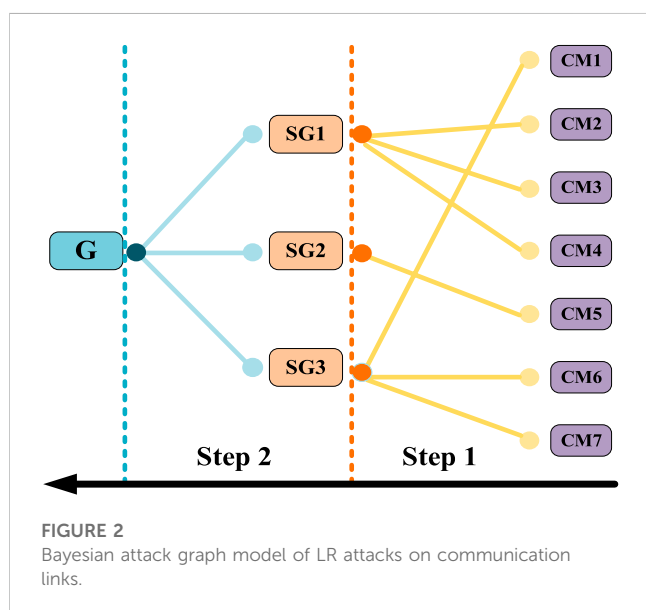 CM1
CM2
SG1
CM3
CM4
G
SG2
CM5
SG3
CM6
CM7
Step 2
Step 1
FIGURE 2
Bayesian attack graph model of LR attacks on communication
links.